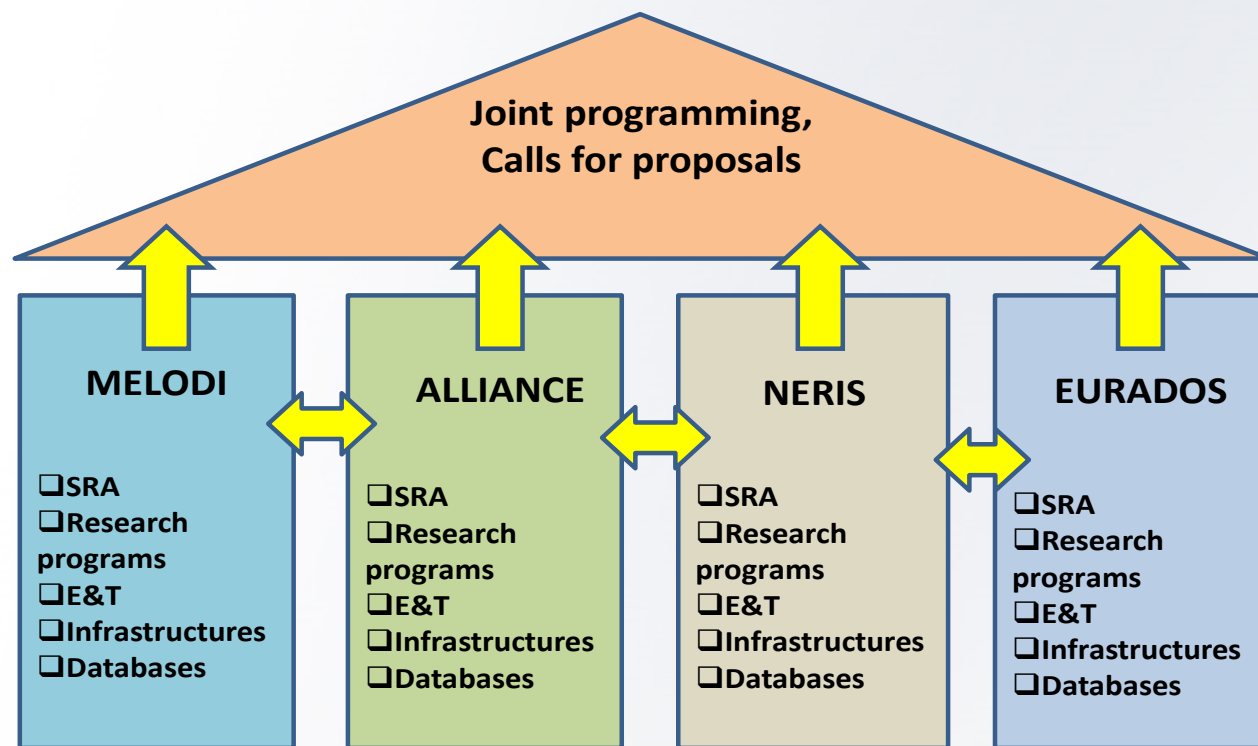 Joint programming,
Calls for proposals
MELODI
❑SRA
❑Research
programs
❑E&T
❑Infrastructures
❑Databases
ALLIANCE
❑SRA
❑Research
programs
❑E&T
❑Infrastructures
❑Databases
NERIS
❑SRA
❑Research
programs
❑E&T
❑Infrastructures
❑Databases
EURADOS
❑SRA
❑Research
programs
❑E&T
❑Infrastructures
❑Databases